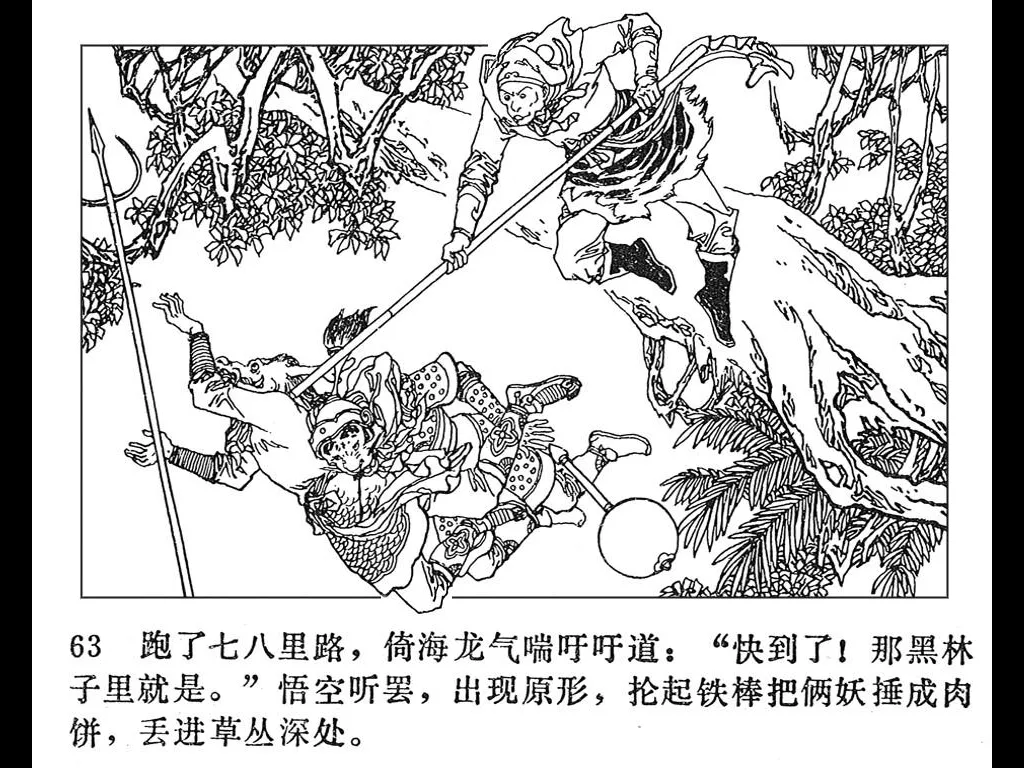 63 跑了七八里路，倚海龙气喘吁吁道：“快到了！那黑林
子里就是。”悟空听罢，出现原形，抡起铁棒把俩妖捶成肉
饼，丢进草丛深处。